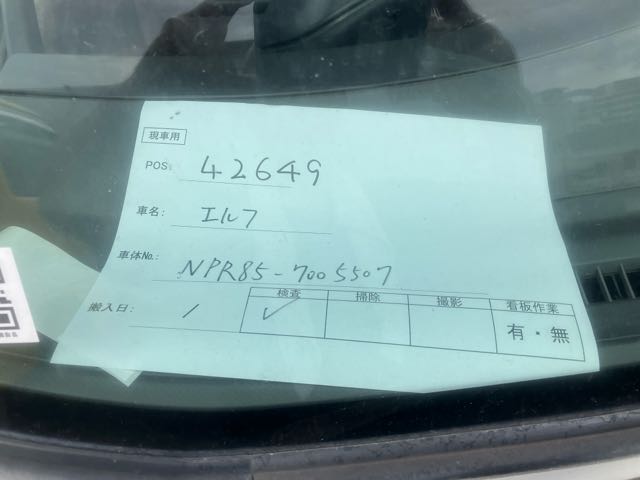 現車用
POS: 42649
車名: エルフ
車体No.: NPR85-7005507
搬入日: /
検査 掃除 撮影 看板作業
✓ 有・無